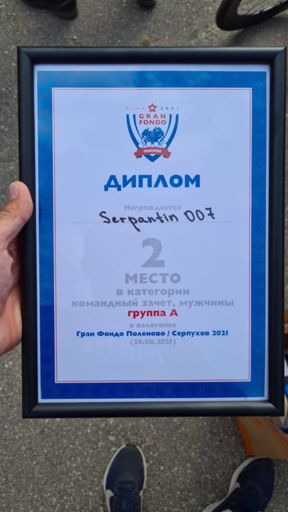 GRAN
FONDO
ДИПЛОМ
Награждается
Serpantin 007
2
МЕСТО
в категории
командный зачет, мужчины
группа А
в велогонке
Гран Фондо Поленово / Серпухов 2021
(29.08.2021)